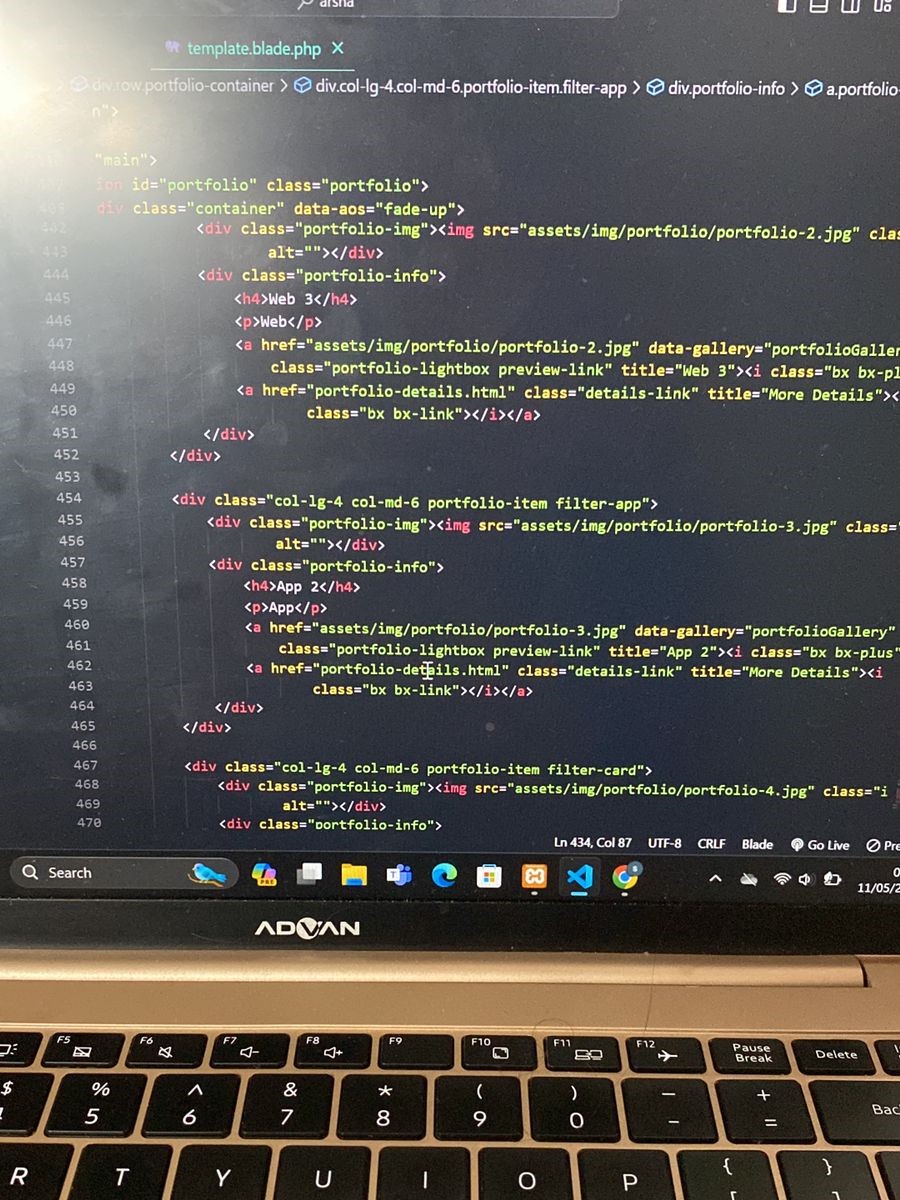 arsha
template.blade.php ×
div.row.portfolio-container > div.col-lg-4.col-md-6.portfolio-item.filter-app > div.portfolio-info > a.portfolio
n">
"main">
ion id="portfolio" class="portfolio">
div class="container" data-aos="fade-up">
442 <div class="portfolio-img"><img src="assets/img/portfolio/portfolio-2.jpg" clas
443 alt=""></div>
444 <div class="portfolio-info">
445 <h4>Web 3</h4>
446 <p>Web</p>
447 <a href="assets/img/portfolio/portfolio-2.jpg" data-gallery="portfolioGaller
448 class="portfolio-lightbox preview-link" title="Web 3"><i class="bx bx-pl
449 <a href="portfolio-details.html" class="details-link" title="More Details"><
450 class="bx bx-link"></i></a>
451 </div>
452 </div>
453
454 <div class="col-lg-4 col-md-6 portfolio-item filter-app">
455 <div class="portfolio-img"><img src="assets/img/portfolio/portfolio-3.jpg" class="
456 alt=""></div>
457 <div class="portfolio-info">
458 <h4>App 2</h4>
459 <p>App</p>
460 <a href="assets/img/portfolio/portfolio-3.jpg" data-gallery="portfolioGallery"
461 class="portfolio-lightbox preview-link" title="App 2"><i class="bx bx-plus"
462 <a href="portfolio-details.html" class="details-link" title="More Details"><i
463 class="bx bx-link"></i></a>
464 </div>
465 </div>
466
467 <div class="col-lg-4 col-md-6 portfolio-item filter-card">
468 <div class="portfolio-img"><img src="assets/img/portfolio/portfolio-4.jpg" class="i
469 alt=""></div>
470 <div class="portfolio-info">
Ln 434, Col 87 UTF-8 CRLF Blade Go Live Pre
Search
PRE
11/05/2
ADVAN
F5 F6 F7 F8 F9 F10 F11 F12 Pause Break Delete
$ % ^ & * ( ) _ +
5 6 7 8 9 0 - = Bac
R T Y U I O P { }
[ ]